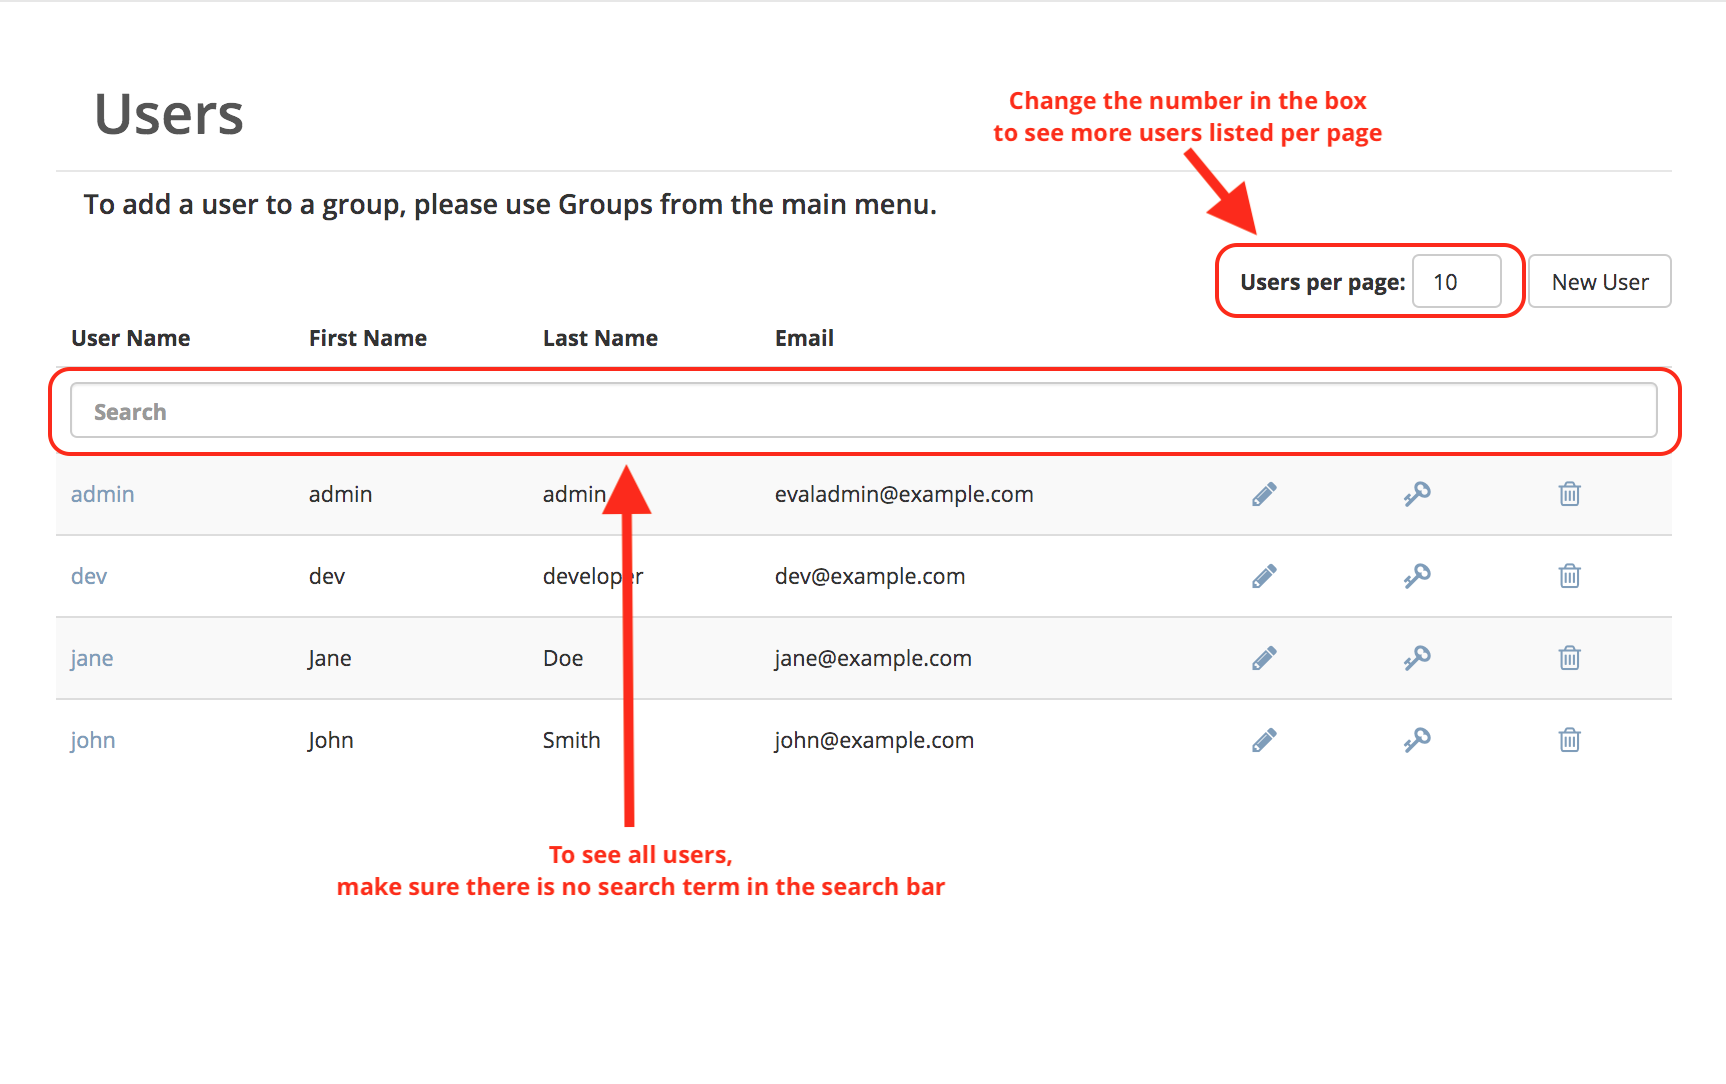 Users
Change the number in the box
to see more users listed per page
To add a user to a group, please use Groups from the main menu.
Users per page: 10 New User
User Name First Name Last Name Email
Search
admin admin admin evaladmin@example.com
dev dev developer dev@example.com
jane Jane Doe jane@example.com
john John Smith john@example.com
To see all users,
make sure there is no search term in the search bar